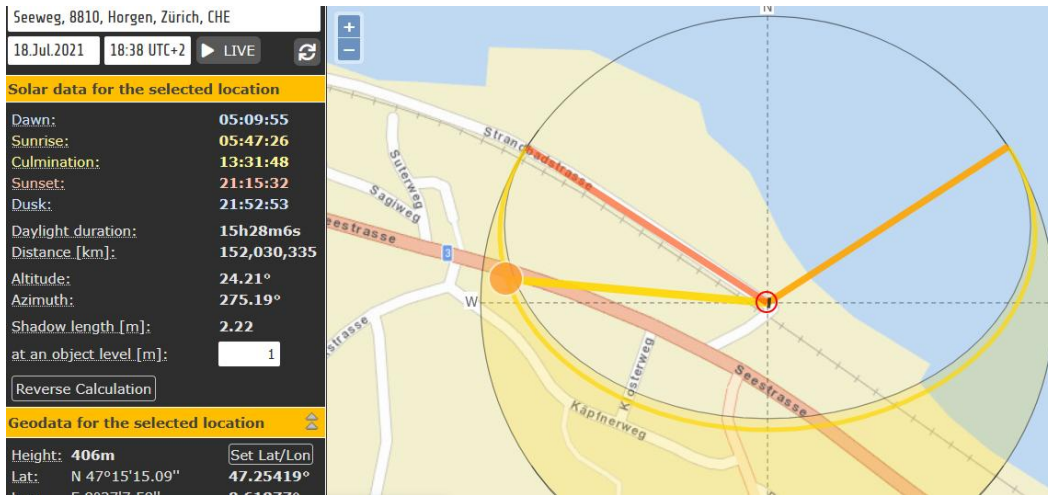 Seeweg, 8810, Horgen, Zürich, CHE
18.Jul.2021 18:38 UTC+2 LIVE
Solar data for the selected location
Dawn: 05:09:55
Sunrise: 05:47:26
Culmination: 13:31:48
Sunset: 21:15:32
Dusk: 21:52:53
Daylight duration: 15h28m6s
Distance [km]: 152,030,335
Altitude: 24.21°
Azimuth: 275.19°
Shadow length [m]: 2.22
at an object level [m]: 1
Reverse Calculation
Geodata for the selected location
Height: 406m Set Lat/Lon
Lat: N 47°15'15.09'' 47.25419°
+
−
N
Strandbadstrasse
Suterweg
Sagiweg
eestrasse
3
W
strasse
Klosterweg
Seestrasse
Käpfnerweg